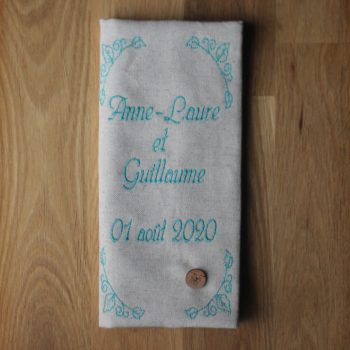 Anne-Laure
et
Guillaume
01 août 2020